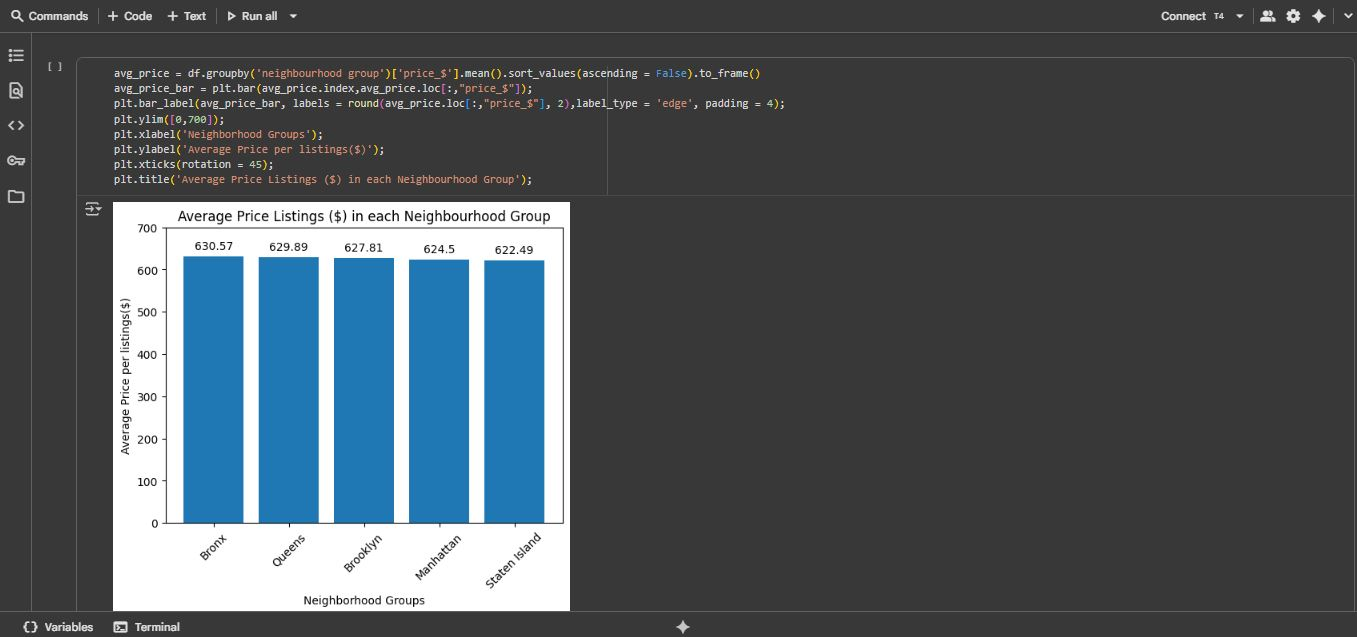 Commands + Code + Text Run all Connect T4
[ ]
avg_price = df.groupby('neighbourhood group')['price_$'].mean().sort_values(ascending = False).to_frame()
avg_price_bar = plt.bar(avg_price.index,avg_price.loc[:,"price_$"]);
plt.bar_label(avg_price_bar, labels = round(avg_price.loc[:,"price_$"], 2),label_type = 'edge', padding = 4);
plt.ylim([0,700]);
plt.xlabel('Neighborhood Groups');
plt.ylabel('Average Price per listings($)');
plt.xticks(rotation = 45);
plt.title('Average Price Listings ($) in each Neighbourhood Group');
Average Price Listings ($) in each Neighbourhood Group
Average Price per listings($)
700
600
500
400
300
200
100
0
630.57 629.89 627.81 624.5 622.49
Bronx Queens Brooklyn Manhattan Staten Island
Neighborhood Groups
Variables Terminal